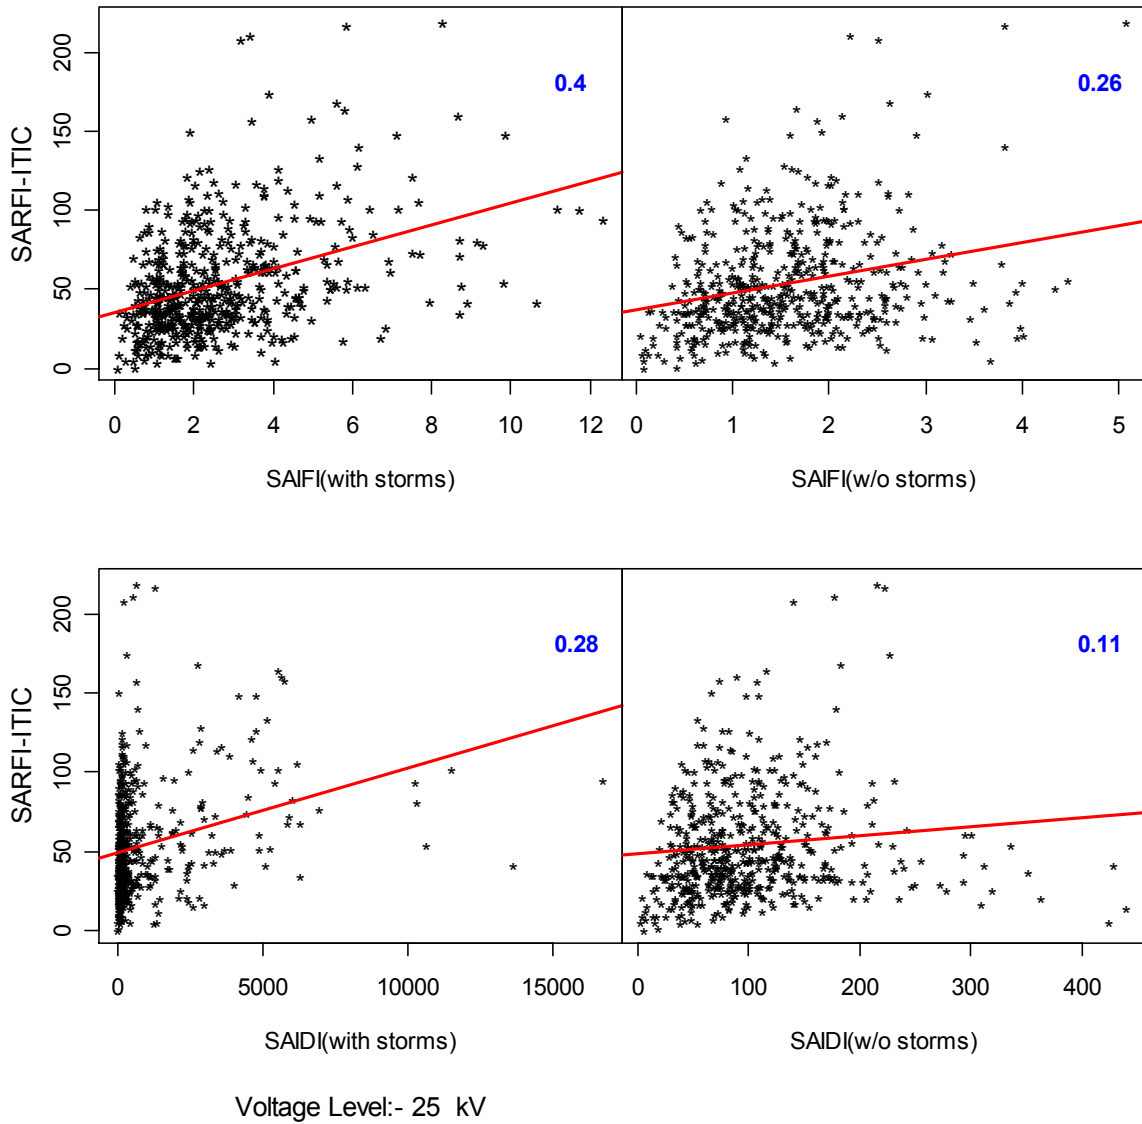 SARFI-ITIC
0 50 100 150 200
0.4
0.26
0 2 4 6 8 10 12
0 1 2 3 4 5
SAIFI(with storms)
SAIFI(w/o storms)
SARFI-ITIC
0 50 100 150 200
0.28
0.11
0 5000 10000 15000
0 100 200 300 400
SAIDI(with storms)
SAIDI(w/o storms)
Voltage Level:- 25 kV